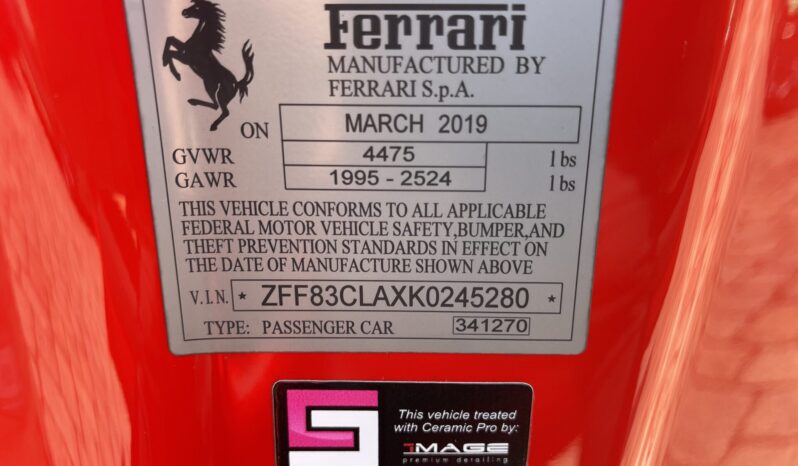 Ferrari
MANUFACTURED BY
FERRARI S.p.A.
ON MARCH 2019
GVWR 4475 lbs
GAWR 1995 - 2524 lbs
THIS VEHICLE CONFORMS TO ALL APPLICABLE
FEDERAL MOTOR VEHICLE SAFETY,BUMPER,AND
THEFT PREVENTION STANDARDS IN EFFECT ON
THE DATE OF MANUFACTURE SHOWN ABOVE
V.I.N. * ZFF83CLAXK0245280 *
TYPE: PASSENGER CAR 341270
This vehicle treated
with Ceramic Pro by:
IMAGE
premium detailing